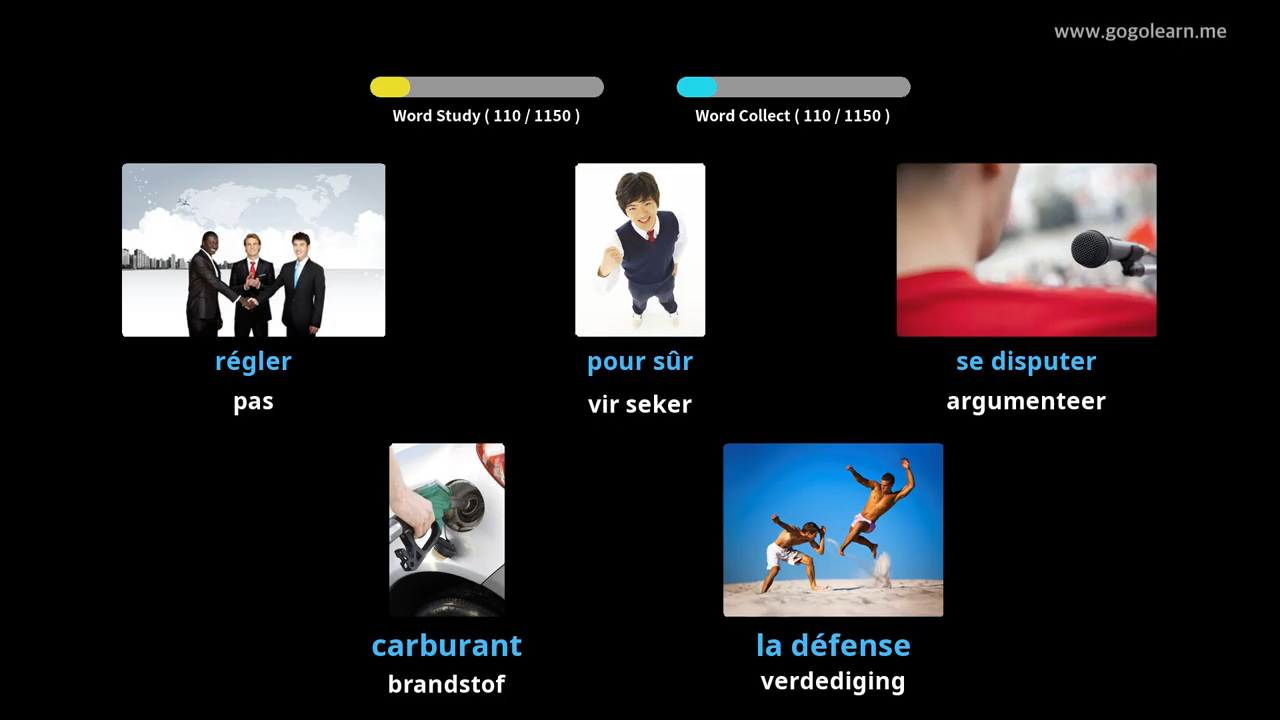 www.gogolearn.me
Word Study ( 110 / 1150 )
Word Collect ( 110 / 1150 )
régler
pas
pour sûr
vir seker
se disputer
argumenteer
carburant
brandstof
la défense
verdediging